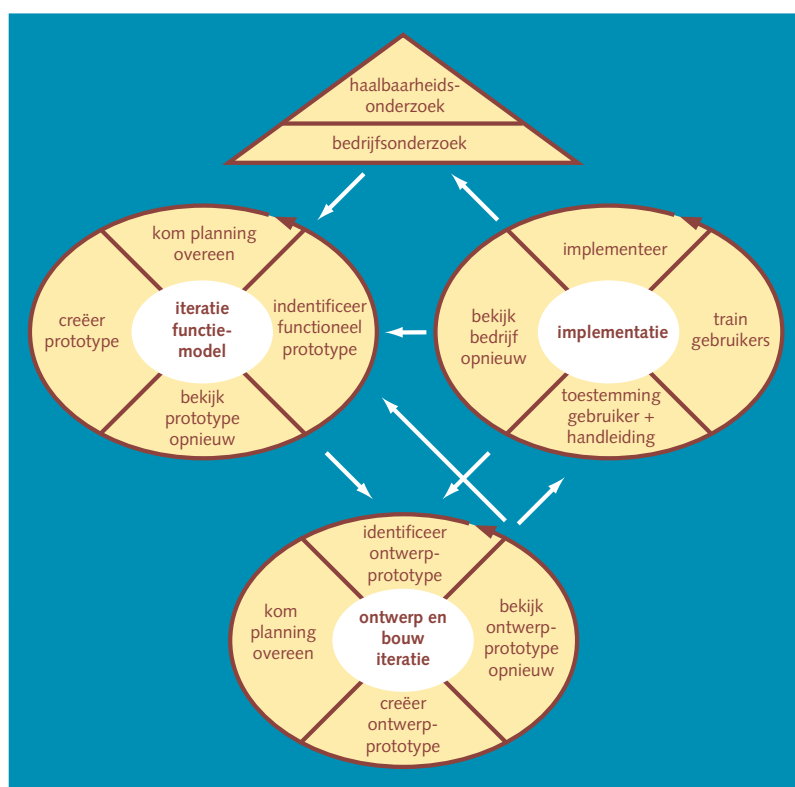 haalbaarheids-
onderzoek
bedrijfsonderzoek
kom planning
overeen
creëer
prototype
iteratie
functie-
model
indentificeer
functioneel
prototype
bekijk
prototype
opnieuw
implementeer
bekijk
bedrijf
opnieuw
implementatie
train
gebruikers
toestemming
gebruiker +
handleiding
identificeer
ontwerp-
prototype
kom
planning
overeen
ontwerp en
bouw
iteratie
bekijk
ontwerp-
prototype
opnieuw
creëer
ontwerp-
prototype